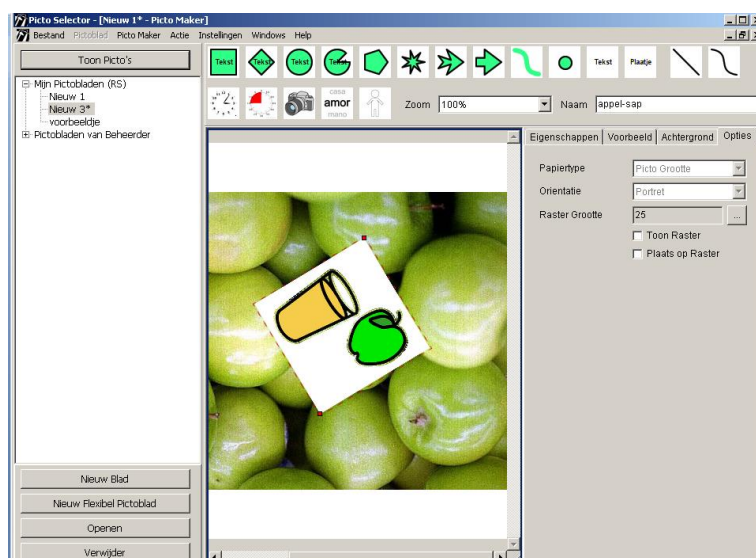 Picto Selector - [Nieuw 1* - Picto Maker]
Bestand Pictoblad Picto Maker Actie Instellingen Windows Help
Toon Picto's
Mijn Pictobladen (RS)
Nieuw 1
Nieuw 3*
voorbeeldje
Pictobladen van Beheerder
Nieuw Blad
Nieuw Flexibel Pictoblad
Openen
Verwijder
Tekst Tekst Tekst Tekst Tekst Plaatje
casa
amor
mano
Zoom 100% Naam appel-sap
Eigenschappen Voorbeeld Achtergrond Opties
Papiertype Picto Grootte
Orientatie Portret
Raster Grootte 25 ...
Toon Raster
Plaats op Raster